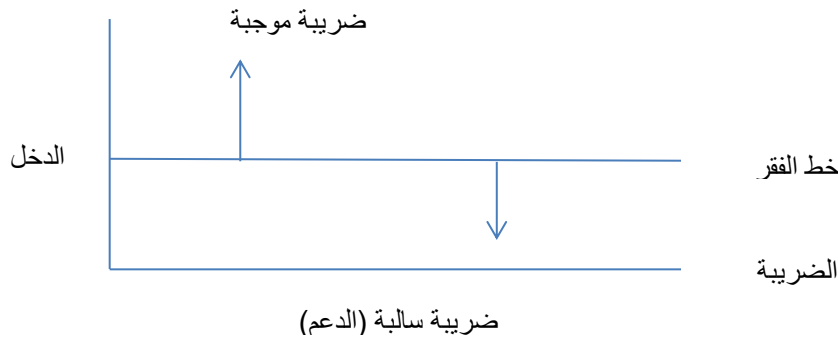 ضريبة موجبة
خط الفقر
الدخل
الضريبة
ضريبة سالبة (الدعم)